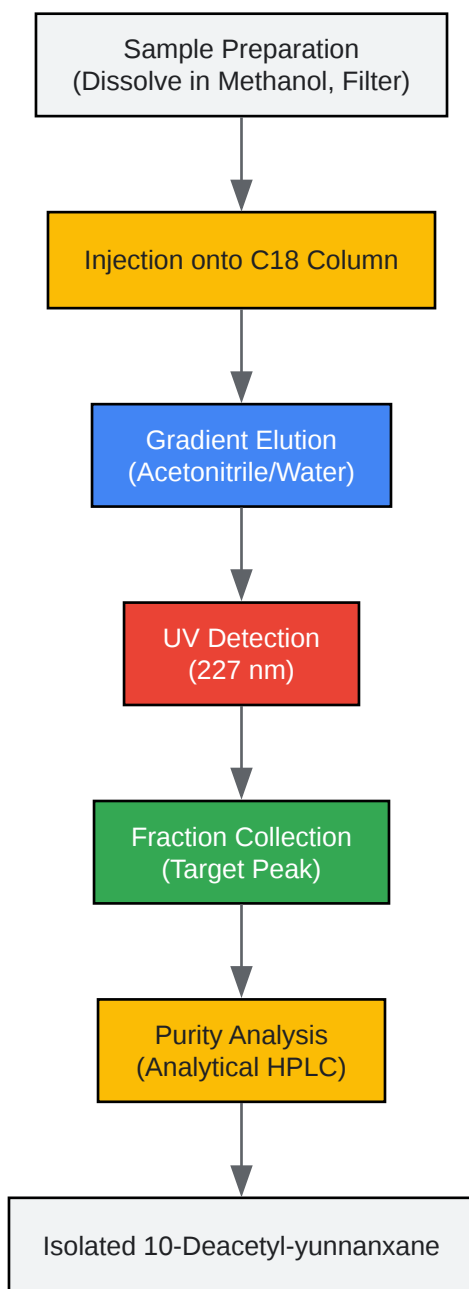 Sample Preparation
(Dissolve in Methanol, Filter)
Injection onto C18 Column
Gradient Elution
(Acetonitrile/Water)
UV Detection
(227 nm)
Fraction Collection
(Target Peak)
Purity Analysis
(Analytical HPLC)
Isolated 10-Deacetyl-yunnanxane